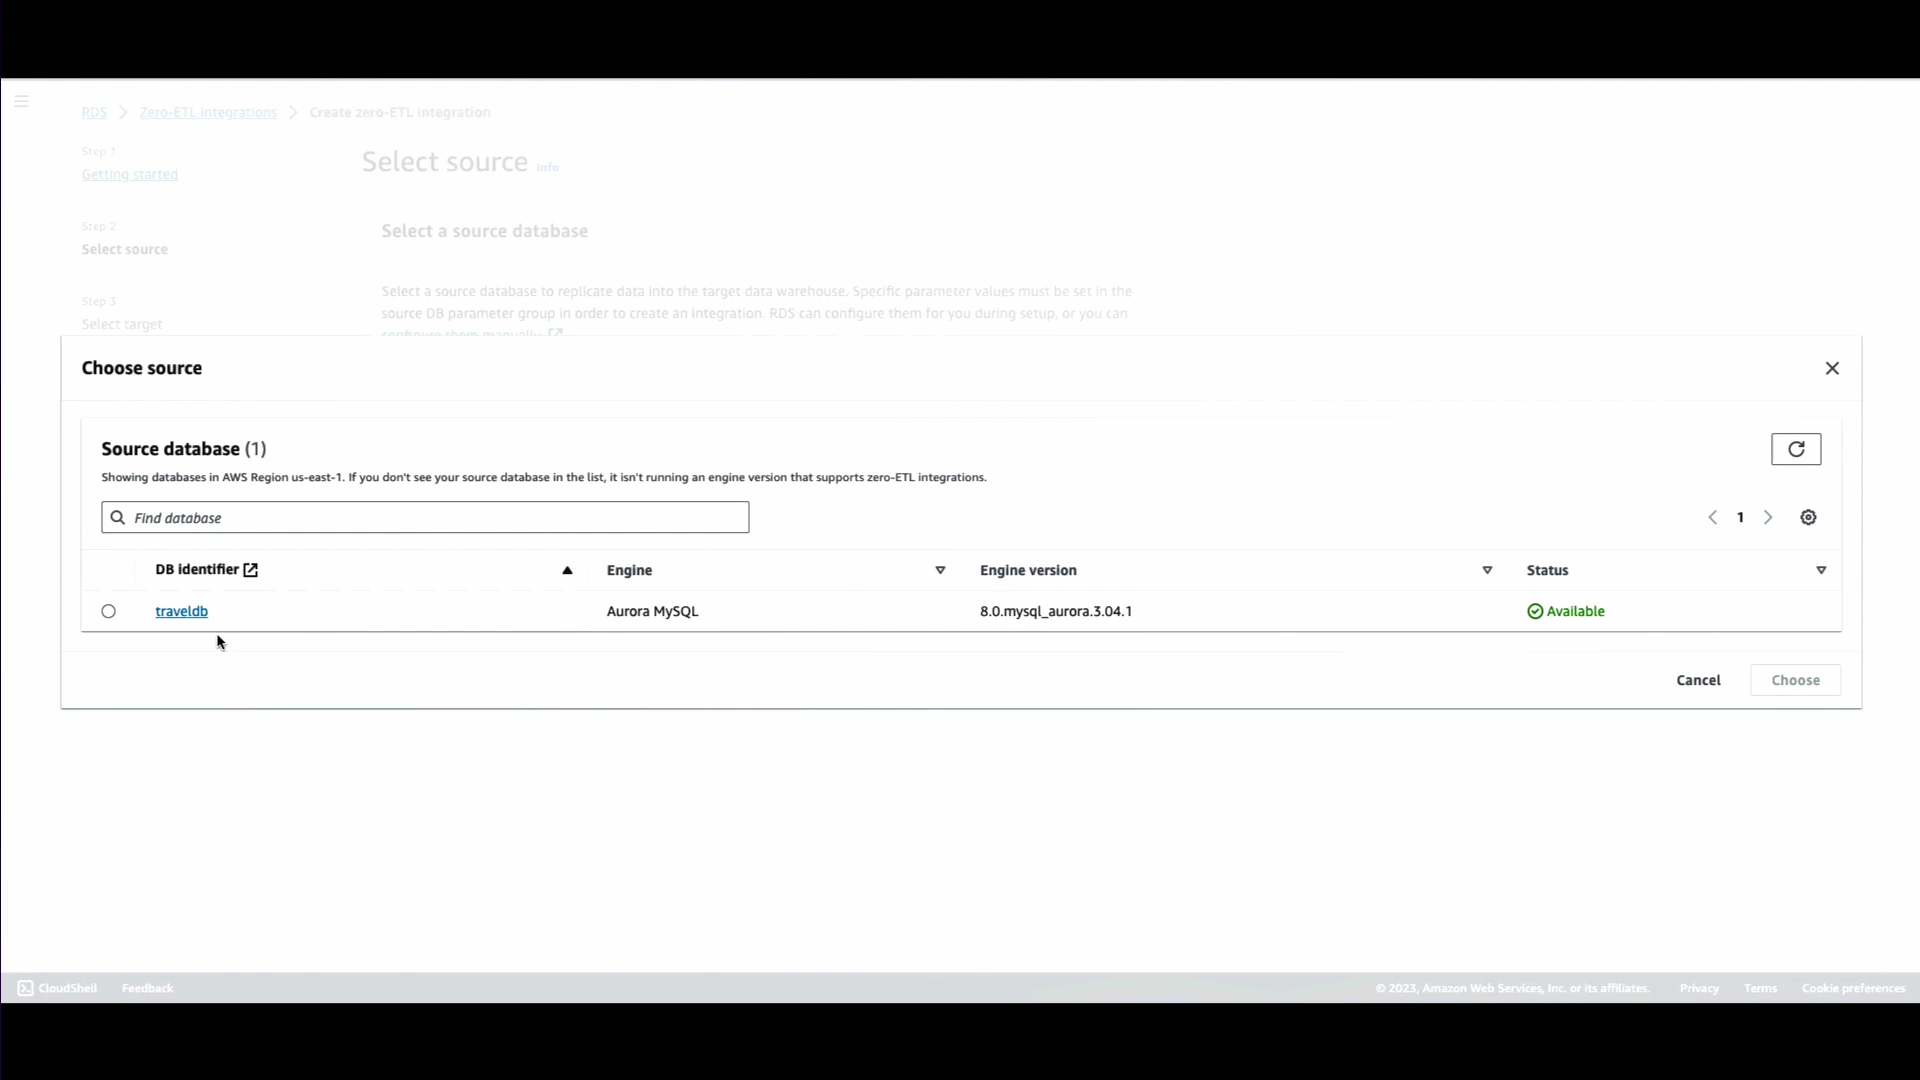 RDS > Zero-ETL integrations > Create zero-ETL integration
Step 1
Getting started
Step 2
Select source
Step 3
Select target
Select source Info
Select a source database
Select a source database to replicate data into the target data warehouse. Specific parameter values must be set in the
source DB parameter group in order to create an integration. RDS can configure them for you during setup, or you can
configure them manually.
Choose source
Source database (1)
Showing databases in AWS Region us-east-1. If you don't see your source database in the list, it isn't running an engine version that supports zero-ETL integrations.
Find database
1
DB identifier Engine Engine version Status
traveldb Aurora MySQL 8.0.mysql_aurora.3.04.1 Available
Cancel Choose
CloudShell Feedback © 2023, Amazon Web Services, Inc. or its affiliates. Privacy Terms Cookie preferences